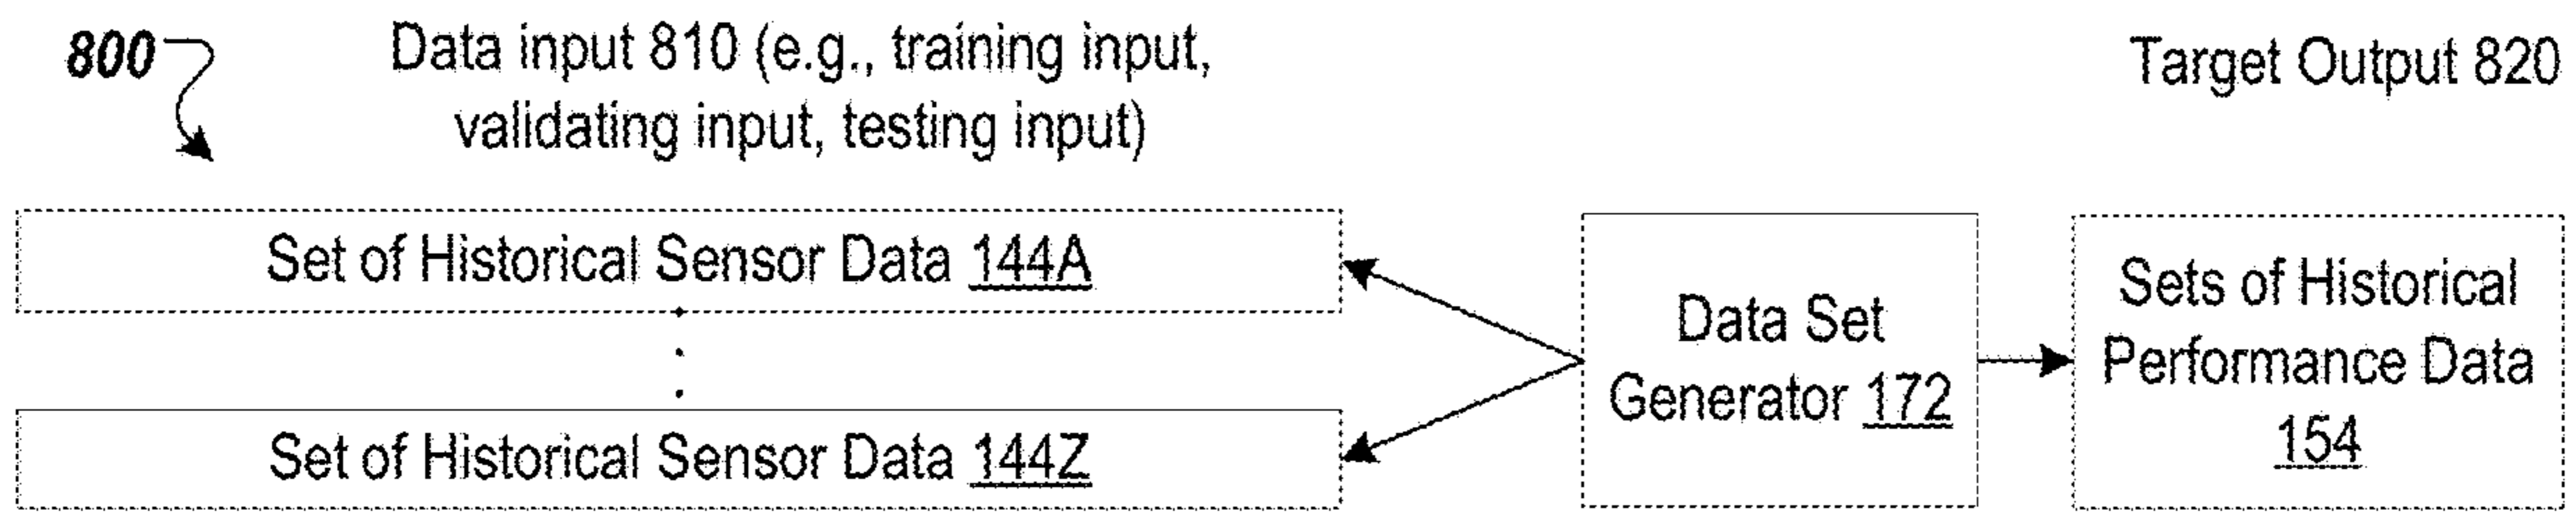 800
Data input 810 (e.g., training input,
validating input, testing input)
Target Output 820
Set of Historical Sensor Data 144A
Set of Historical Sensor Data 144Z
Data Set
Generator 172
Sets of Historical
Performance Data
154